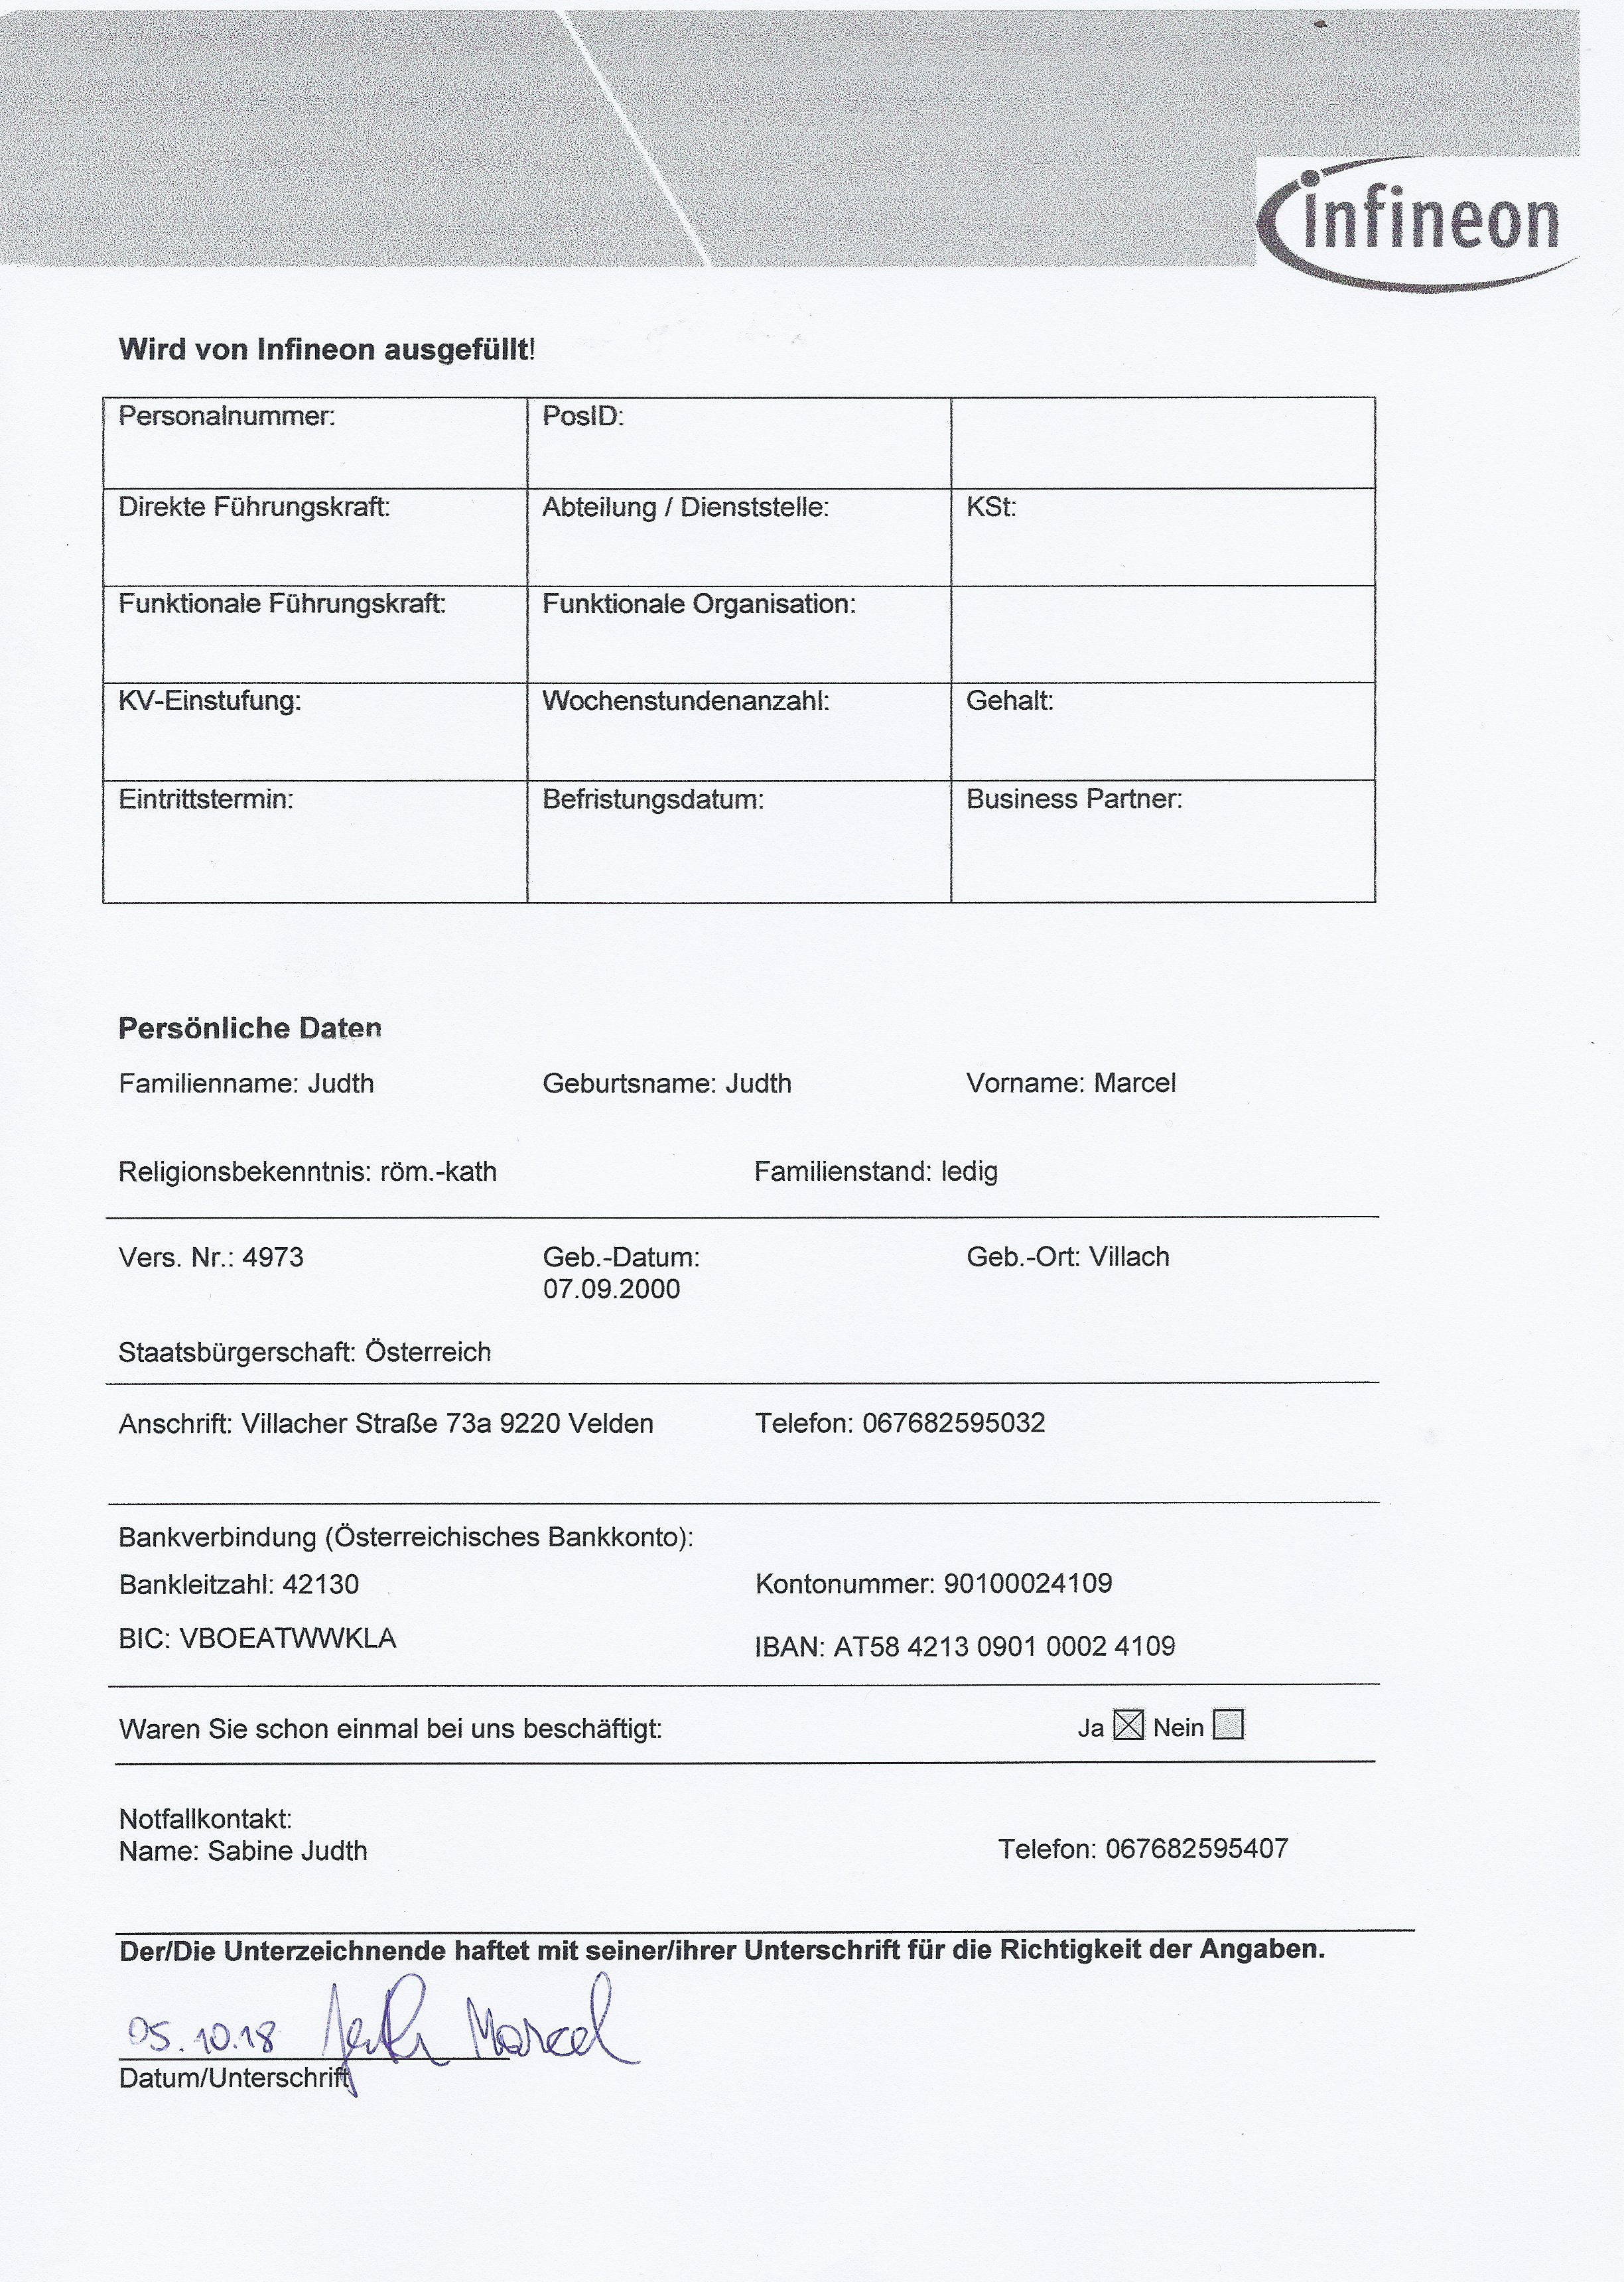 infineon
Wird von Infineon ausgefüllt!
Personalnummer: PosID:
Direkte Führungskraft: Abteilung / Dienststelle: KSt:
Funktionale Führungskraft: Funktionale Organisation:
KV-Einstufung: Wochenstundenanzahl: Gehalt:
Eintrittstermin: Befristungsdatum: Business Partner:
Persönliche Daten
Familienname: Judth Geburtsname: Judth Vorname: Marcel
Religionsbekenntnis: röm.-kath Familienstand: ledig
Vers. Nr.: 4973 Geb.-Datum: Geb.-Ort: Villach
07.09.2000
Staatsbürgerschaft: Österreich
Anschrift: Villacher Straße 73a 9220 Velden Telefon: 067682595032
Bankverbindung (Österreichisches Bankkonto):
Bankleitzahl: 42130 Kontonummer: 90100024109
BIC: VBOEATWWKLA IBAN: AT58 4213 0901 0002 4109
Waren Sie schon einmal bei uns beschäftigt: Ja ☒ Nein ☐
Notfallkontakt:
Name: Sabine Judth Telefon: 067682595407
Der/Die Unterzeichnende haftet mit seiner/ihrer Unterschrift für die Richtigkeit der Angaben.
05.10.18 Judth Marcel
Datum/Unterschrift